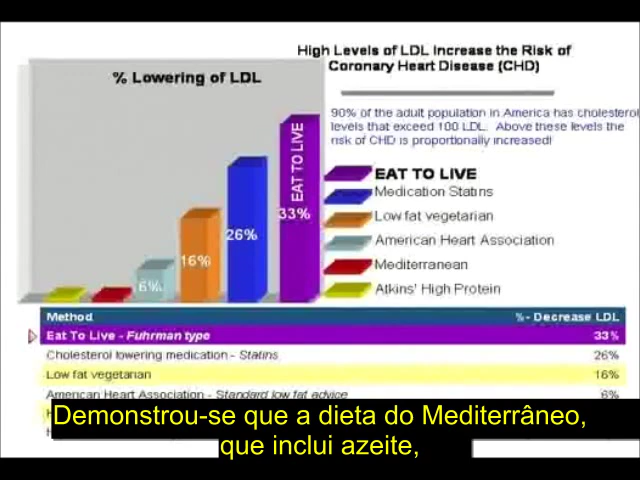 High Levels of LDL Increase the Risk of
Coronary Heart Disease (CHD)
% Lowering of LDL
90% of the adult population in America has cholesterol
levels that exceed 100 LDL. Above these levels the
risk of CHD is proportionally increased!
EAT TO LIVE
33%
26%
16%
6%
EAT TO LIVE
Medication Statins
Low fat vegetarian
American Heart Association
Mediterranean
Atkins' High Protein
Method %- Decrease LDL
Eat To Live - Fuhrman type 33%
Cholesterol lowering medication - Statins 26%
Low fat vegetarian 16%
American Heart Association - Standard low fat advice 6%
Demonstrou-se que a dieta do Mediterrâneo,
que inclui azeite,